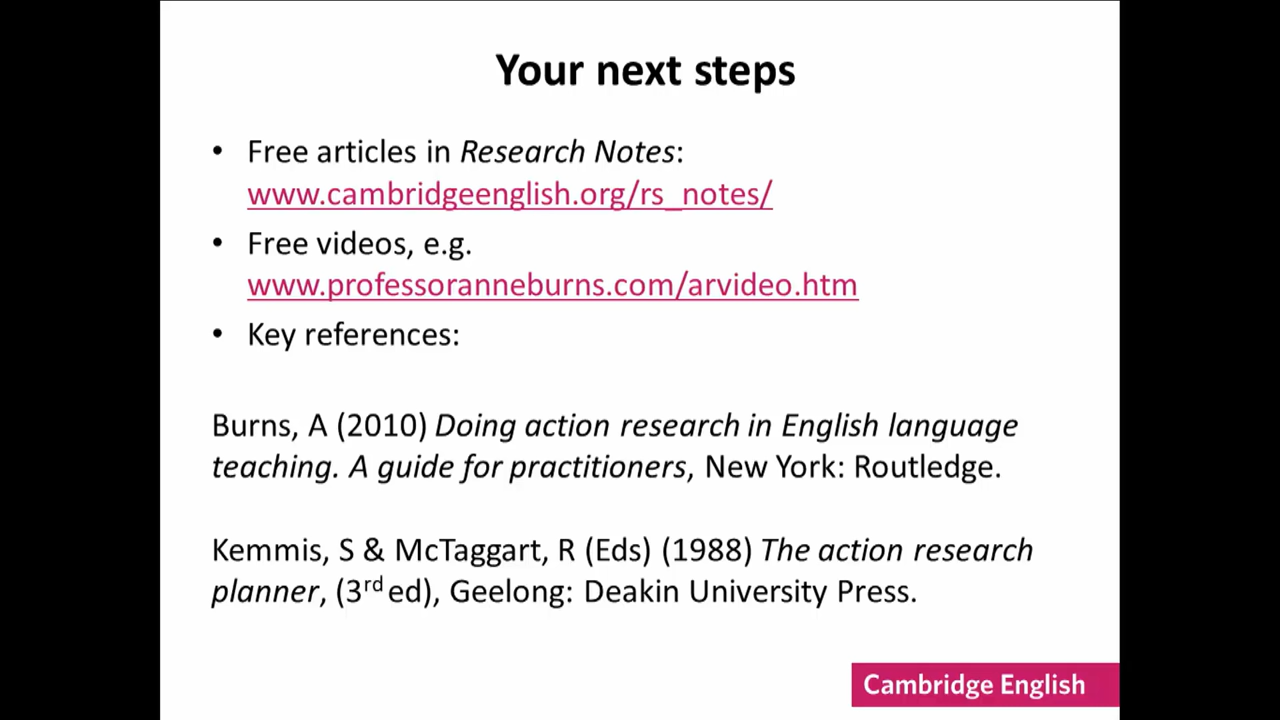 Your next steps
• Free articles in Research Notes:
www.cambridgeenglish.org/rs_notes/
• Free videos, e.g.
www.professoranneburns.com/arvideo.htm
• Key references:
Burns, A (2010) Doing action research in English language
teaching. A guide for practitioners, New York: Routledge.
Kemmis, S & McTaggart, R (Eds) (1988) The action research
planner, (3rd ed), Geelong: Deakin University Press.
Cambridge English